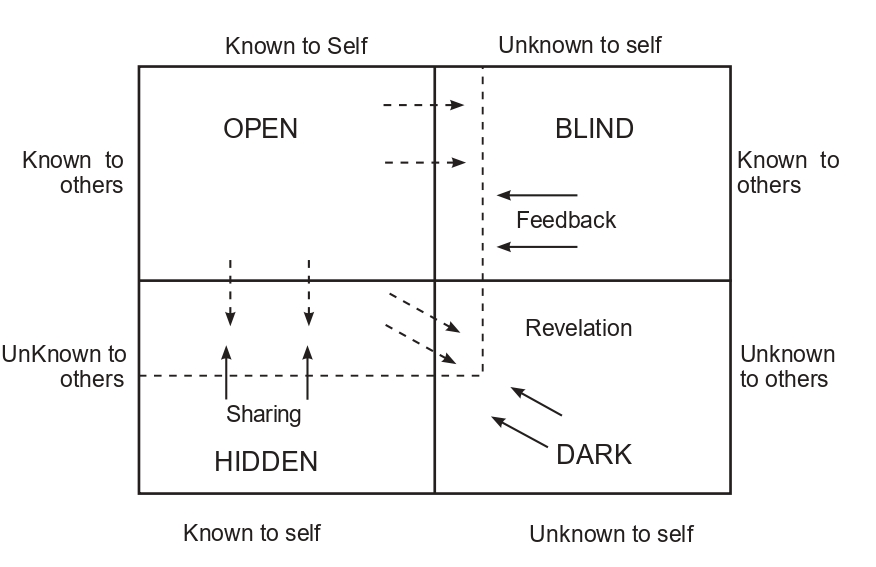 Known to Self
Unknown to self
OPEN
BLIND
Known to
others
Known to
others
Feedback
UnKnown to
others
Revelation
Unknown
to others
Sharing
HIDDEN
DARK
Known to self
Unknown to self